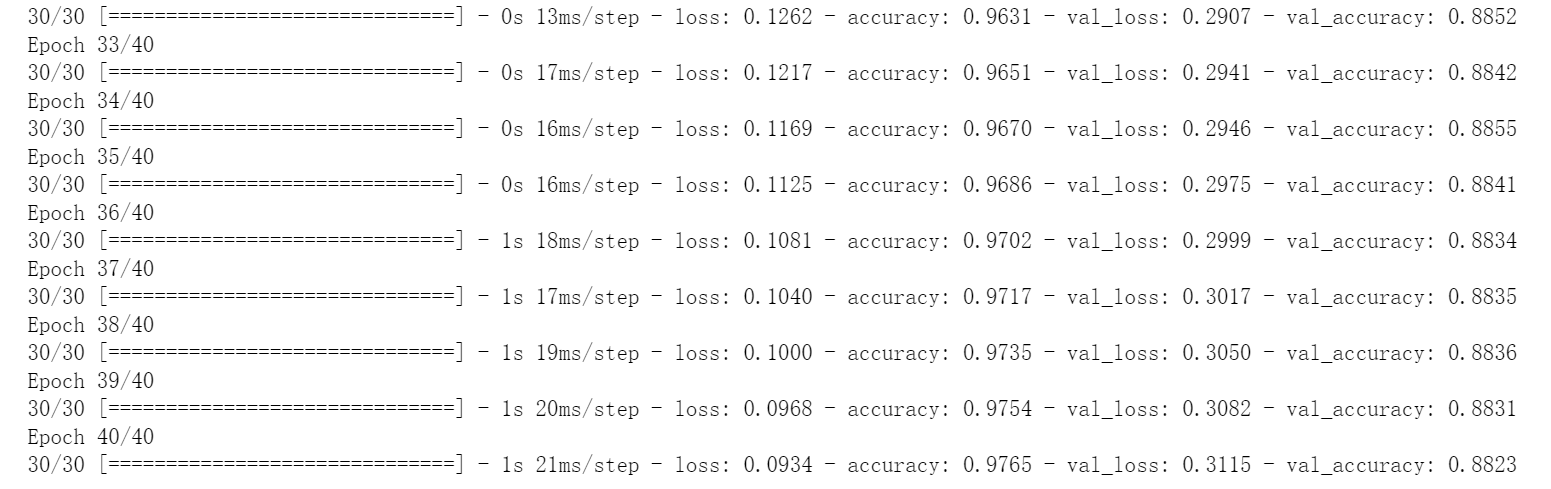 30/30 [==============================] - 0s 13ms/step - loss: 0.1262 - accuracy: 0.9631 - val_loss: 0.2907 - val_accuracy: 0.8852
Epoch 33/40
30/30 [==============================] - 0s 17ms/step - loss: 0.1217 - accuracy: 0.9651 - val_loss: 0.2941 - val_accuracy: 0.8842
Epoch 34/40
30/30 [==============================] - 0s 16ms/step - loss: 0.1169 - accuracy: 0.9670 - val_loss: 0.2946 - val_accuracy: 0.8855
Epoch 35/40
30/30 [==============================] - 0s 16ms/step - loss: 0.1125 - accuracy: 0.9686 - val_loss: 0.2975 - val_accuracy: 0.8841
Epoch 36/40
30/30 [==============================] - 1s 18ms/step - loss: 0.1081 - accuracy: 0.9702 - val_loss: 0.2999 - val_accuracy: 0.8834
Epoch 37/40
30/30 [==============================] - 1s 17ms/step - loss: 0.1040 - accuracy: 0.9717 - val_loss: 0.3017 - val_accuracy: 0.8835
Epoch 38/40
30/30 [==============================] - 1s 19ms/step - loss: 0.1000 - accuracy: 0.9735 - val_loss: 0.3050 - val_accuracy: 0.8836
Epoch 39/40
30/30 [==============================] - 1s 20ms/step - loss: 0.0968 - accuracy: 0.9754 - val_loss: 0.3082 - val_accuracy: 0.8831
Epoch 40/40
30/30 [==============================] - 1s 21ms/step - loss: 0.0934 - accuracy: 0.9765 - val_loss: 0.3115 - val_accuracy: 0.8823